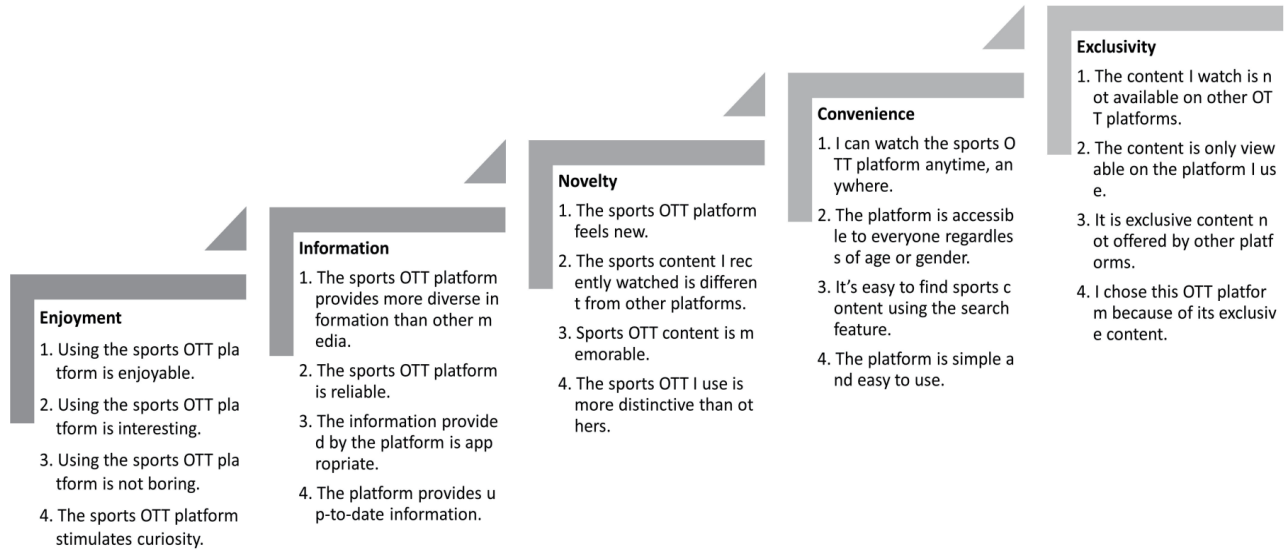 Enjoyment
1. Using the sports OTT pla
tform is enjoyable.
2. Using the sports OTT pla
tform is interesting.
3. Using the sports OTT pla
tform is not boring.
4. The sports OTT platform
stimulates curiosity.
Information
1. The sports OTT platform
provides more diverse in
formation than other m
edia.
2. The sports OTT platform
is reliable.
3. The information provide
d by the platform is app
ropriate.
4. The platform provides u
p-to-date information.
Novelty
1. The sports OTT platform
feels new.
2. The sports content I rec
ently watched is differen
t from other platforms.
3. Sports OTT content is m
emorable.
4. The sports OTT I use is
more distinctive than ot
hers.
Convenience
1. I can watch the sports O
TT platform anytime, an
ywhere.
2. The platform is accessib
le to everyone regardles
s of age or gender.
3. It’s easy to find sports c
ontent using the search
feature.
4. The platform is simple a
nd easy to use.
Exclusivity
1. The content I watch is n
ot available on other OT
T platforms.
2. The content is only view
able on the platform I us
e.
3. It is exclusive content n
ot offered by other platf
orms.
4. I chose this OTT platfor
m because of its exclusiv
e content.